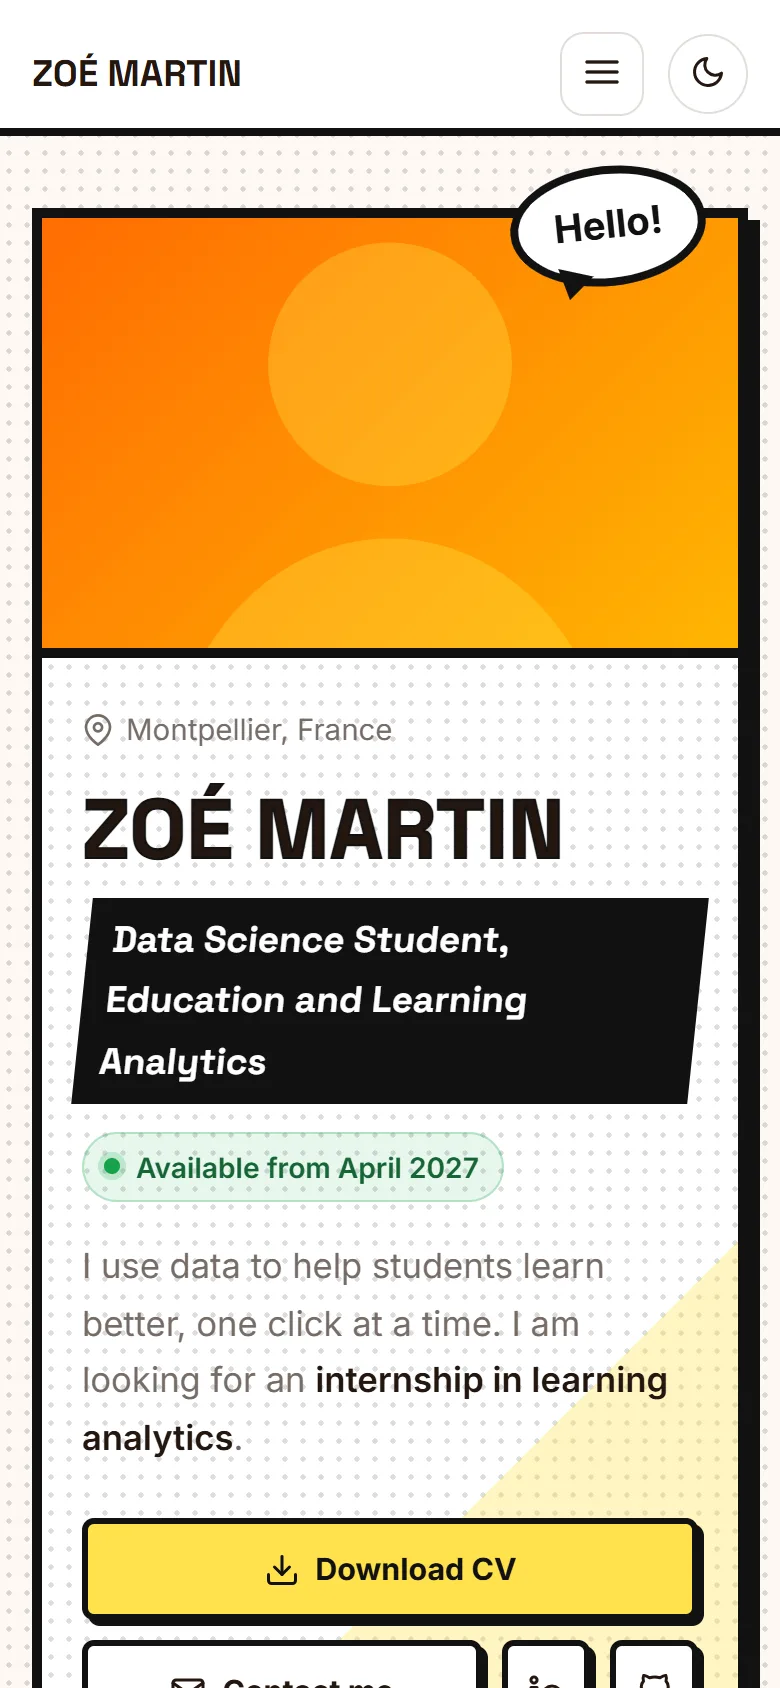 ZOÉ MARTIN
Hello!
Montpellier, France
ZOÉ MARTIN
Data Science Student,
Education and Learning
Analytics
Available from April 2027
I use data to help students learn
better, one click at a time. I am
looking for an internship in learning
analytics.
Download CV
Contact me